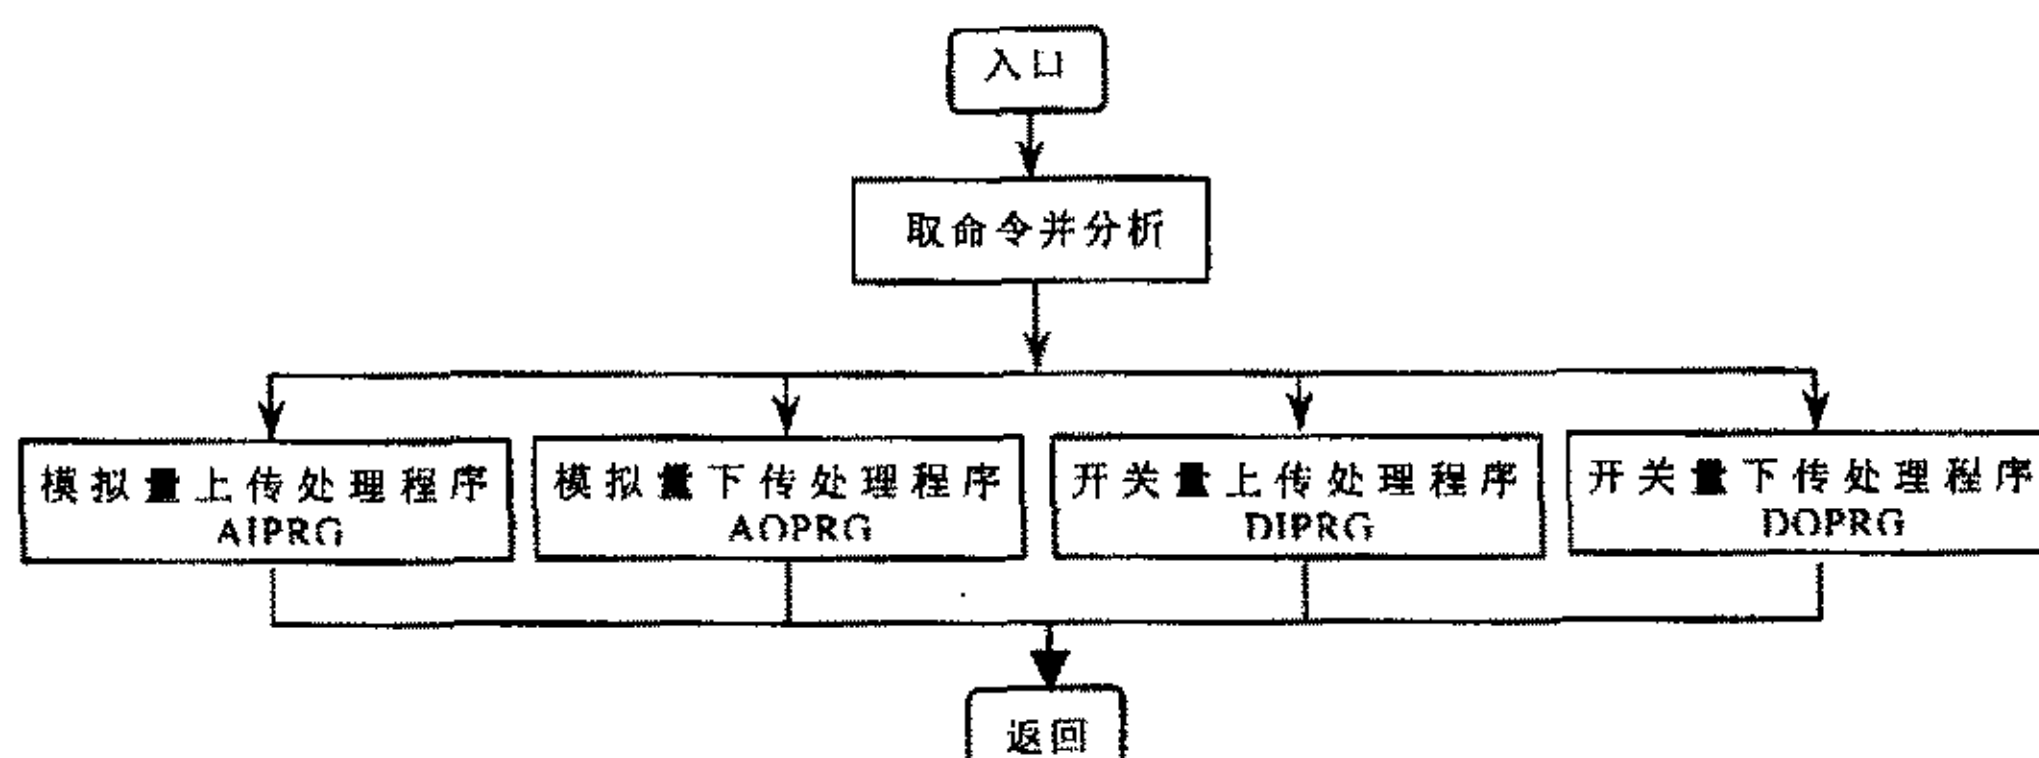 入口
取命令并分析
模拟量上传处理程序
AIPRG
模拟量下传处理程序
AOPRG
开关量上传处理程序
DIPRG
开关量下传处理程序
DOPRG
返回